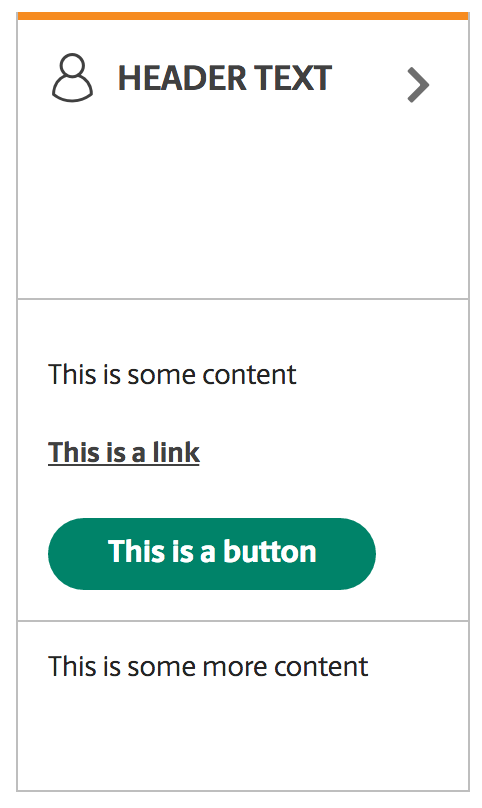 HEADER TEXT
This is some content
This is a link
This is a button
This is some more content